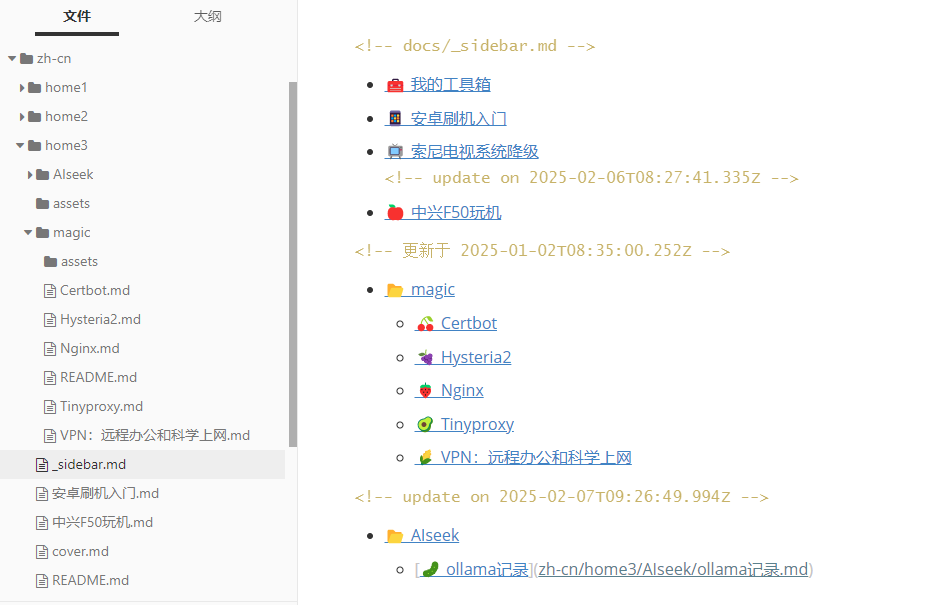 文件
大纲
zh-cn
home1
home2
home3
AIseek
assets
magic
assets
Certbot.md
Hysteria2.md
Nginx.md
README.md
Tinyproxy.md
VPN：远程办公和科学上网.md
_sidebar.md
安卓刷机入门.md
中兴F50玩机.md
cover.md
README.md
<!-- docs/_sidebar.md -->
🧰 我的工具箱
📱 安卓刷机入门
📺 索尼电视系统降级
<!-- update on 2025-02-06T08:27:41.335Z -->
🍎 中兴F50玩机
<!-- 更新于 2025-01-02T08:35:00.252Z -->
📂 magic
🍒 Certbot
🍇 Hysteria2
🍓 Nginx
🥑 Tinyproxy
🌽 VPN：远程办公和科学上网
<!-- update on 2025-02-07T09:26:49.994Z -->
📂 AIseek
[🥒 ollama记录](zh-cn/home3/AIseek/ollama记录.md)